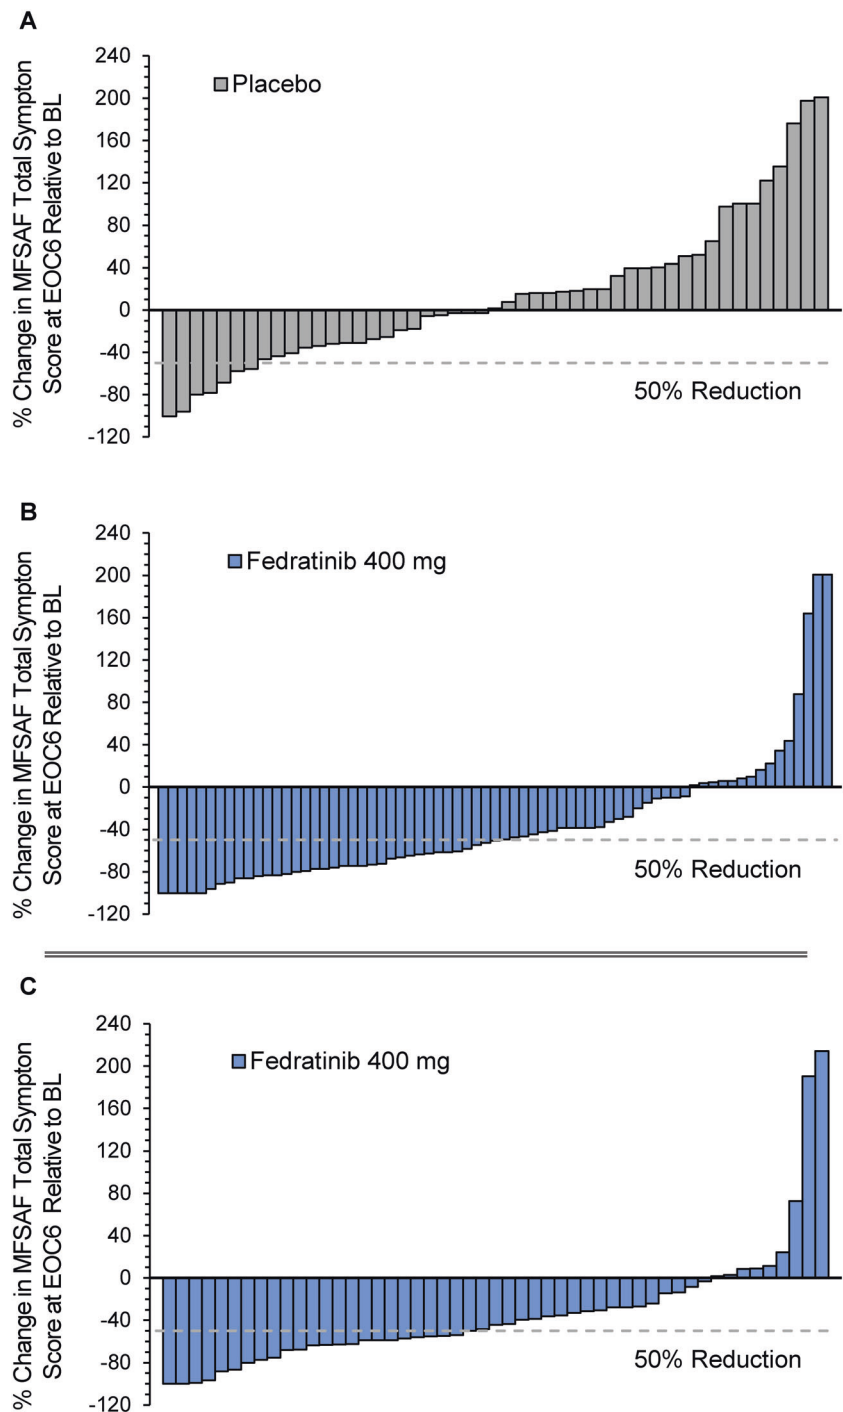 A
% Change in MFSAF Total Sympton
Score at EOC6 Relative to BL
240
200
160
120
80
40
0
-40
-80
-120
Placebo
50% Reduction
B
% Change in MFSAF Total Sympton
Score at EOC6 Relative to BL
240
200
160
120
80
40
0
-40
-80
-120
Fedratinib 400 mg
50% Reduction
C
% Change in MFSAF Total Sympton
Score at EOC6 Relative to BL
240
200
160
120
80
40
0
-40
-80
-120
Fedratinib 400 mg
50% Reduction